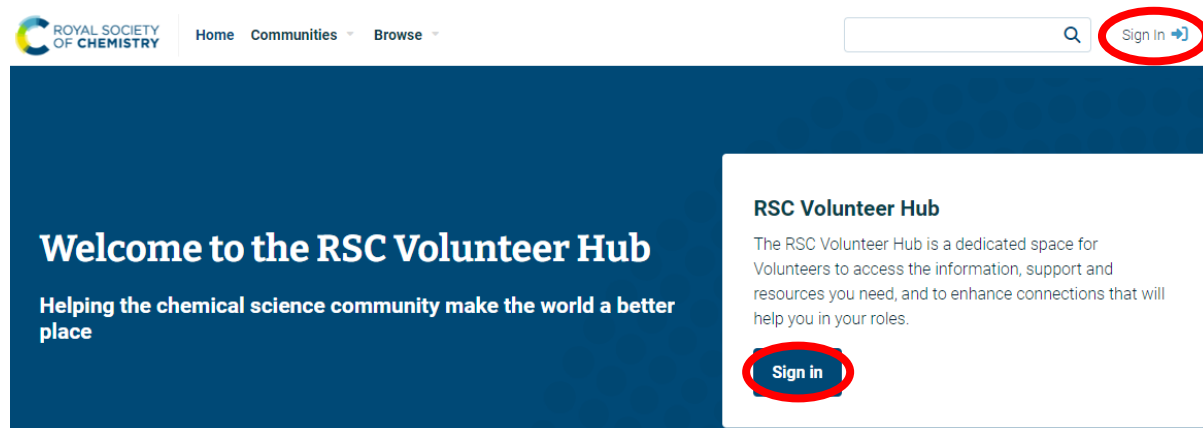 ROYAL SOCIETY
OF CHEMISTRY
Home Communities Browse
Sign In
Welcome to the RSC Volunteer Hub
Helping the chemical science community make the world a better
place
RSC Volunteer Hub
The RSC Volunteer Hub is a dedicated space for
Volunteers to access the information, support and
resources you need, and to enhance connections that will
help you in your roles.
Sign in